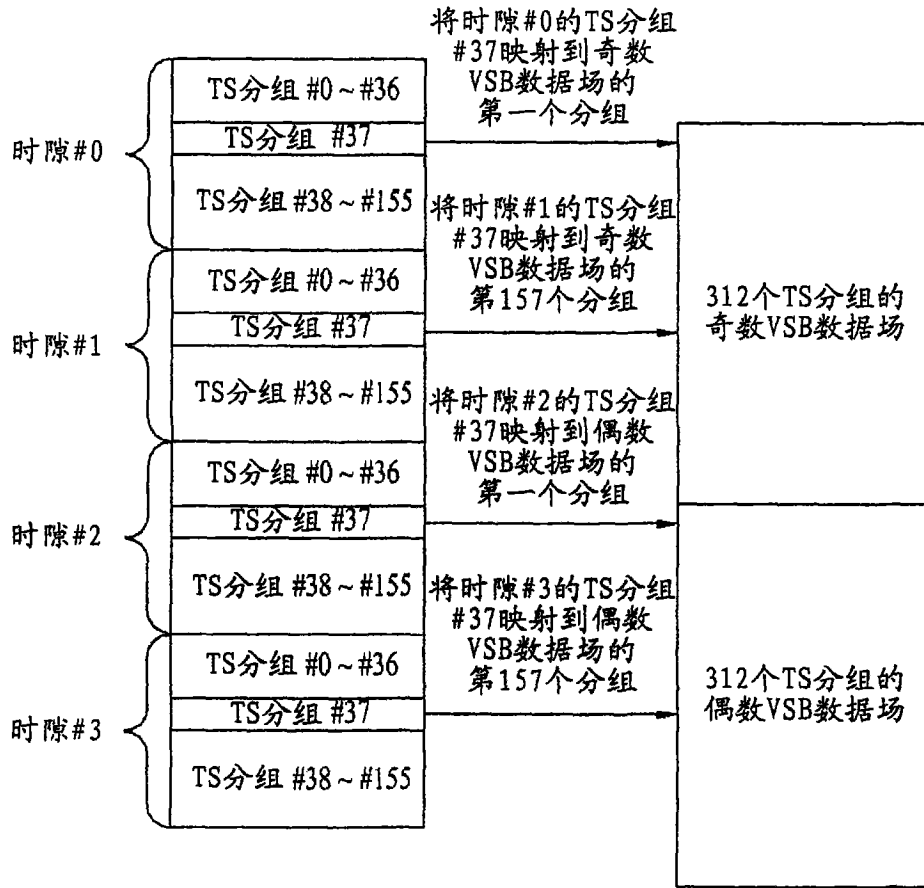 将时隙#0的TS分组
#37映射到奇数
VSB数据场的
第一个分组
时隙#0
TS分组 #0~#36
TS分组 #37
TS分组 #38~#155
将时隙#1的TS分组
#37映射到奇数
VSB数据场的
第157个分组
时隙#1
TS分组 #0~#36
TS分组 #37
TS分组 #38~#155
312个TS分组的
奇数VSB数据场
将时隙#2的TS分组
#37映射到偶数
VSB数据场的
第一个分组
时隙#2
TS分组 #0~#36
TS分组 #37
TS分组 #38~#155
将时隙#3的TS分组
#37映射到偶数
VSB数据场的
第157个分组
时隙#3
TS分组 #0~#36
TS分组 #37
TS分组 #38~#155
312个TS分组的
偶数VSB数据场